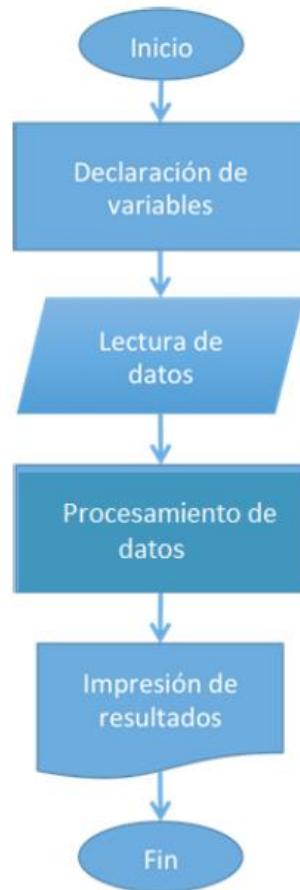 Inicio
Declaración de
variables
Lectura de
datos
Procesamiento de
datos
Impresión de
resultados
Fin